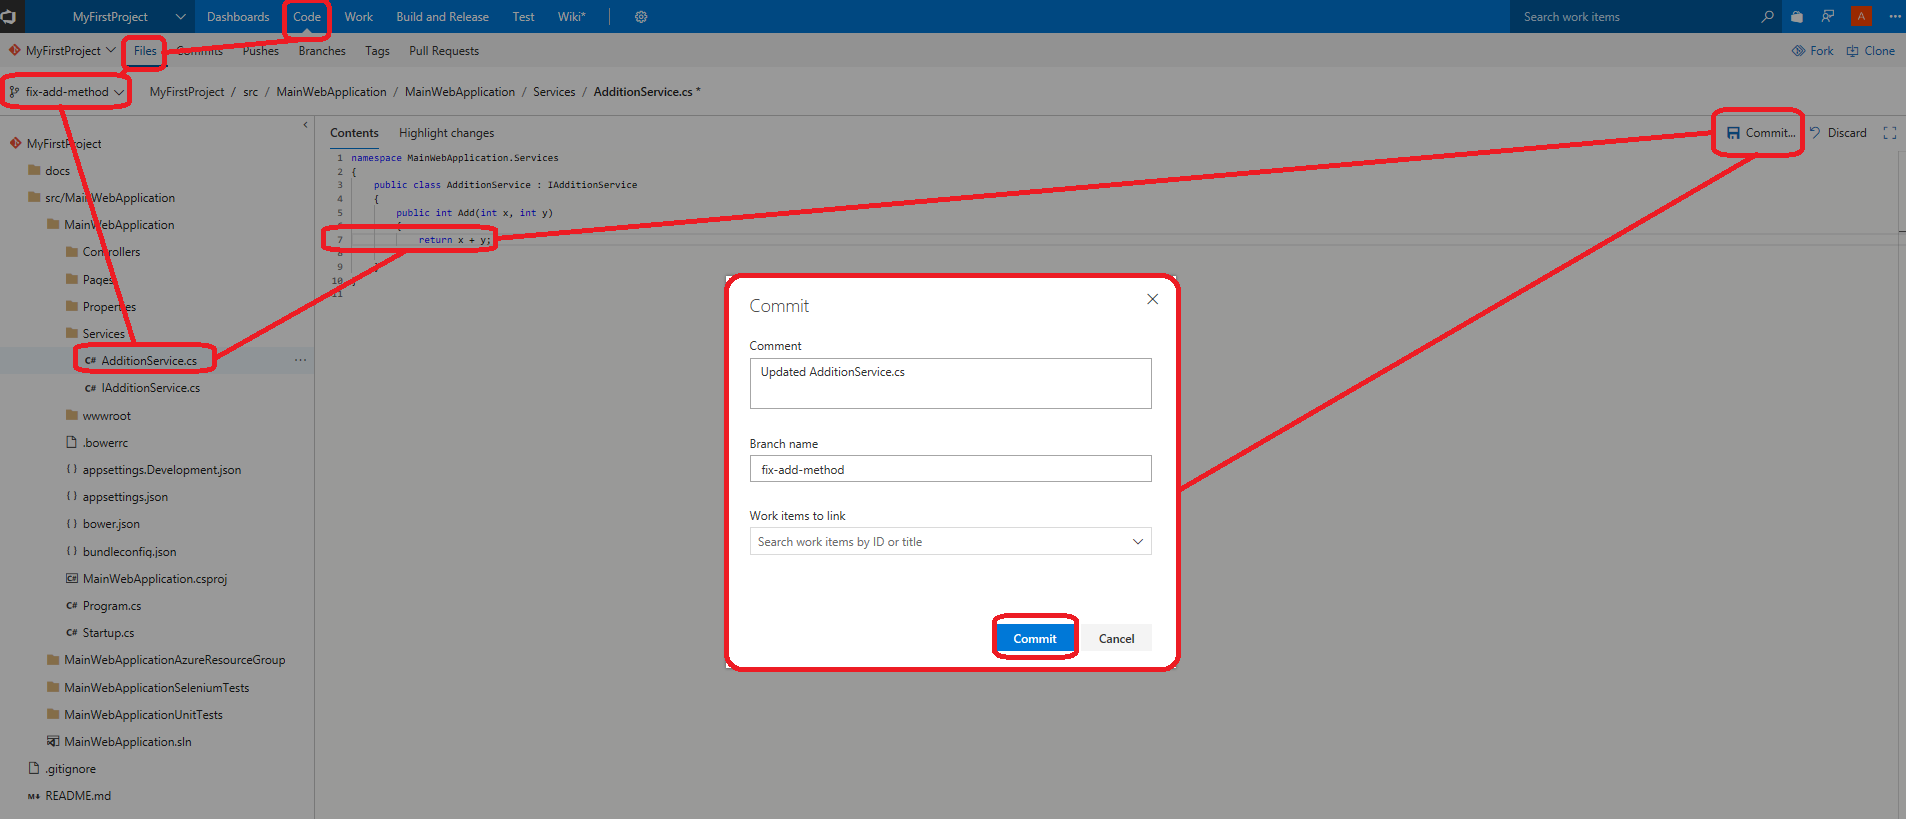 MyFirstProject Dashboards Code Work Build and Release Test Wiki* Search work items A
MyFirstProject Files Commits Pushes Branches Tags Pull Requests Fork Clone
fix-add-method MyFirstProject / src / MainWebApplication / MainWebApplication / Services / AdditionService.cs *
Contents Highlight changes Commit... Discard
MyFirstProject
docs
src/MainWebApplication
MainWebApplication
Controllers
Pages
Properties
Services
C# AdditionService.cs
C# IAdditionService.cs
wwwroot
.bowerrc
{ } appsettings.Development.json
{ } appsettings.json
{ } bower.json
{ } bundleconfig.json
C# MainWebApplication.csproj
C# Program.cs
C# Startup.cs
MainWebApplicationAzureResourceGroup
MainWebApplicationSeleniumTests
MainWebApplicationUnitTests
MainWebApplication.sln
.gitignore
M↓ README.md
1 namespace MainWebApplication.Services
2 {
3 public class AdditionService : IAdditionService
4 {
5 public int Add(int x, int y)
{
7 return x + y;
8
9 }
10 }
11
Commit
Comment
Updated AdditionService.cs
Branch name
fix-add-method
Work items to link
Search work items by ID or title
Commit Cancel